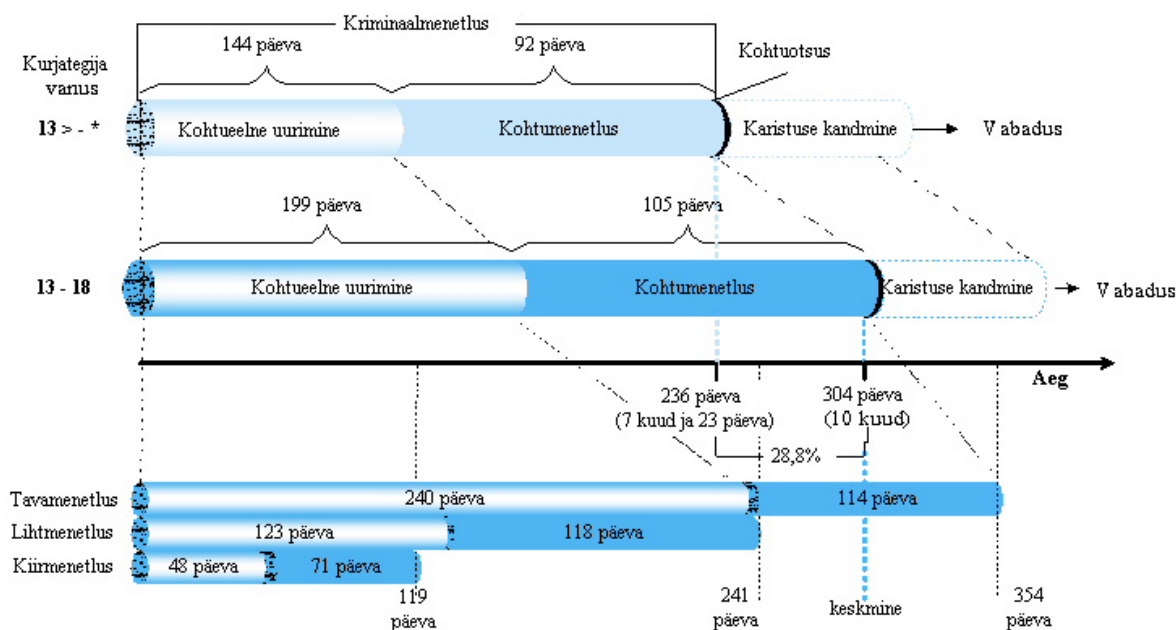 Kriminaalmenetlus
144 päeva
92 päeva
Kohtuotsus
Kurjategija
vanus
13 > - *
Kohtueelne uurimine
Kohtumenetlus
Karistuse kandmine
Vabadus
199 päeva
105 päeva
13 - 18
Kohtueelne uurimine
Kohtumenetlus
Karistuse kandmine
Vabadus
Aeg
236 päeva
(7 kuud ja 23 päeva)
304 päeva
(10 kuud)
28,8%
Tavamenetlus
240 päeva
114 päeva
Lihtmenetlus
123 päeva
118 päeva
Kiirmenetlus
48 päeva
71 päeva
119
päeva
241
päeva
keskmine
354
päeva